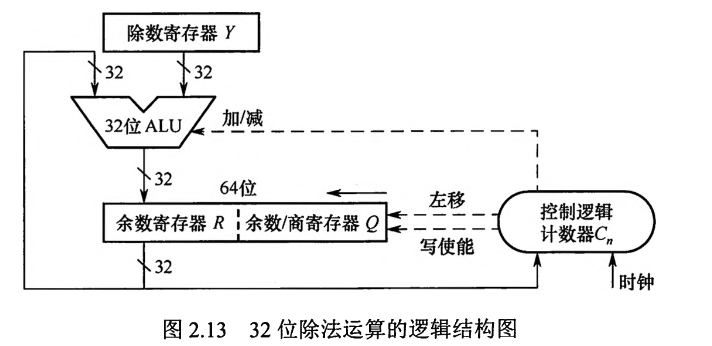 除数寄存器 Y
32
32
32位 ALU
加/减
32
64位
余数寄存器 R
余数/商寄存器 Q
左移
写使能
控制逻辑
计数器Cn
32
时钟
图 2.13 32 位除法运算的逻辑结构图